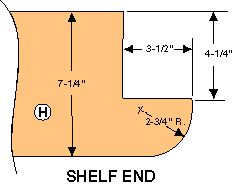 3-1/2"
4-1/4"
7-1/4"
H
2-3/4" R.
SHELF END